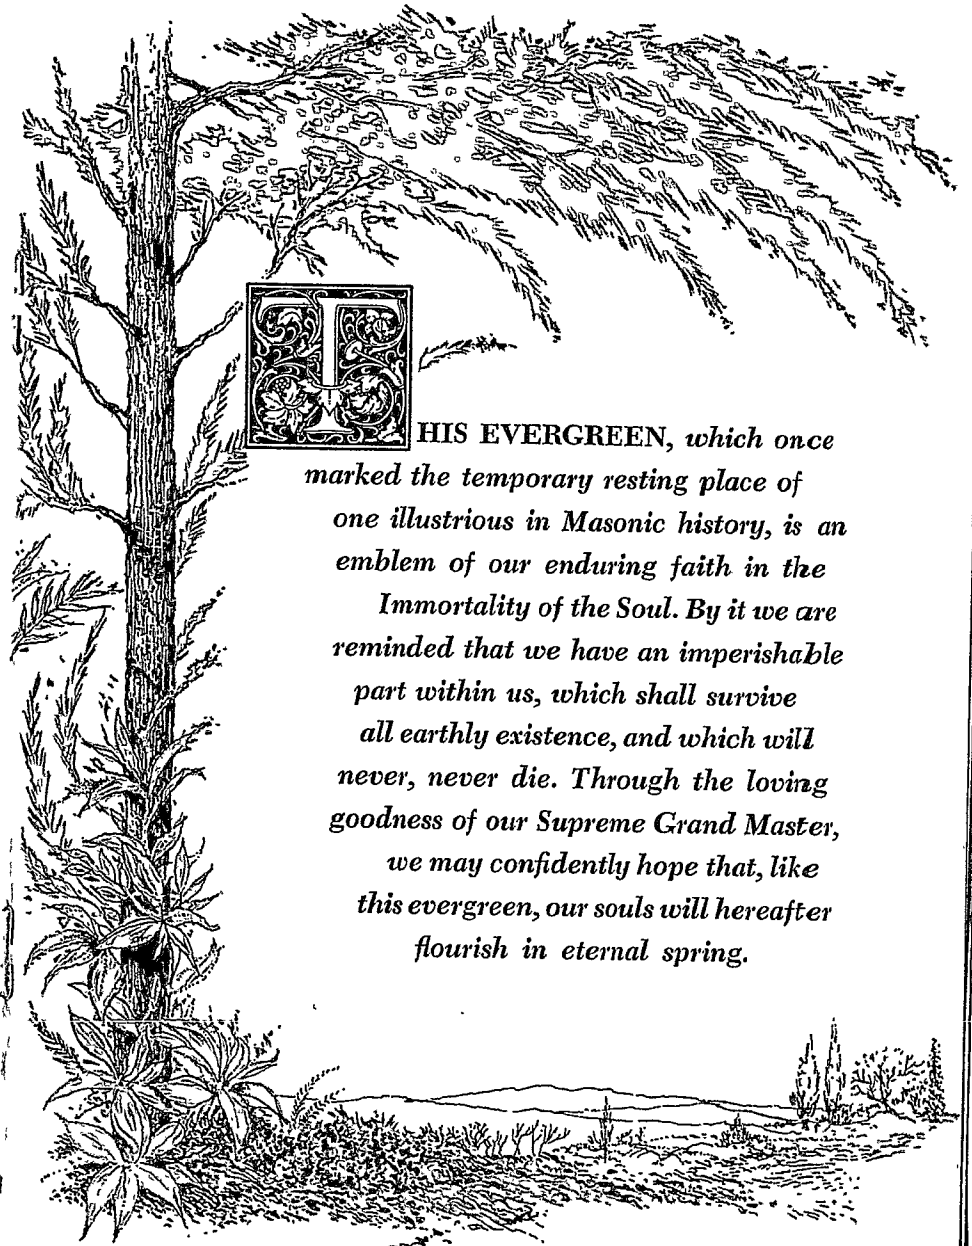 THIS EVERGREEN, which once
marked the temporary resting place of
one illustrious in Masonic history, is an
emblem of our enduring faith in the
Immortality of the Soul. By it we are
reminded that we have an imperishable
part within us, which shall survive
all earthly existence, and which will
never, never die. Through the loving
goodness of our Supreme Grand Master,
we may confidently hope that, like
this evergreen, our souls will hereafter
flourish in eternal spring.